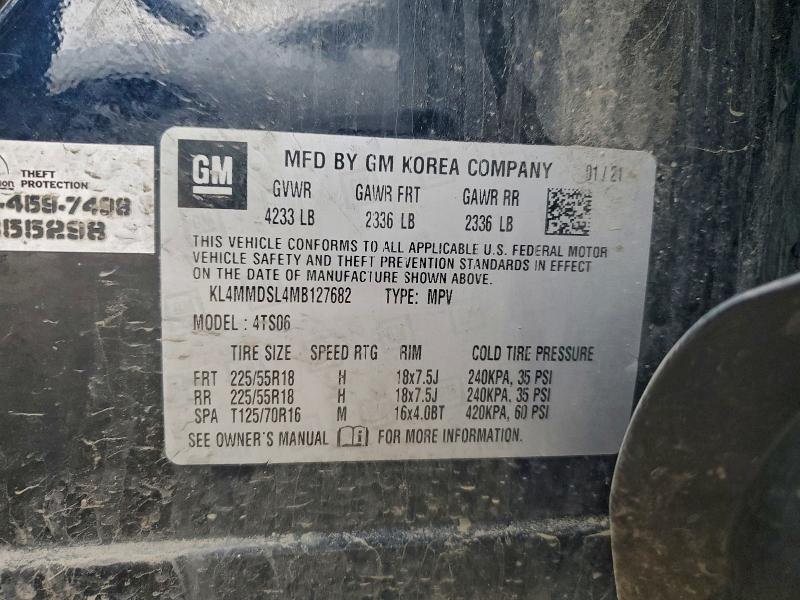 THEFT
PROTECTION
-459-7498
155298
GM
MFD BY GM KOREA COMPANY 01/21
GVWR GAWR FRT GAWR RR
4233 LB 2336 LB 2336 LB
THIS VEHICLE CONFORMS TO ALL APPLICABLE U.S. FEDERAL MOTOR
VEHICLE SAFETY AND THEFT PREVENTION STANDARDS IN EFFECT
ON THE DATE OF MANUFACTURE SHOWN ABOVE.
KL4MMDSL4MB127682 TYPE: MPV
MODEL : 4TS06
TIRE SIZE SPEED RTG RIM COLD TIRE PRESSURE
FRT 225/55R18 H 18x7.5J 240KPA, 35 PSI
RR 225/55R18 H 18x7.5J 240KPA, 35 PSI
SPA T125/70R16 M 16x4.0BT 420KPA, 60 PSI
SEE OWNER'S MANUAL FOR MORE INFORMATION.